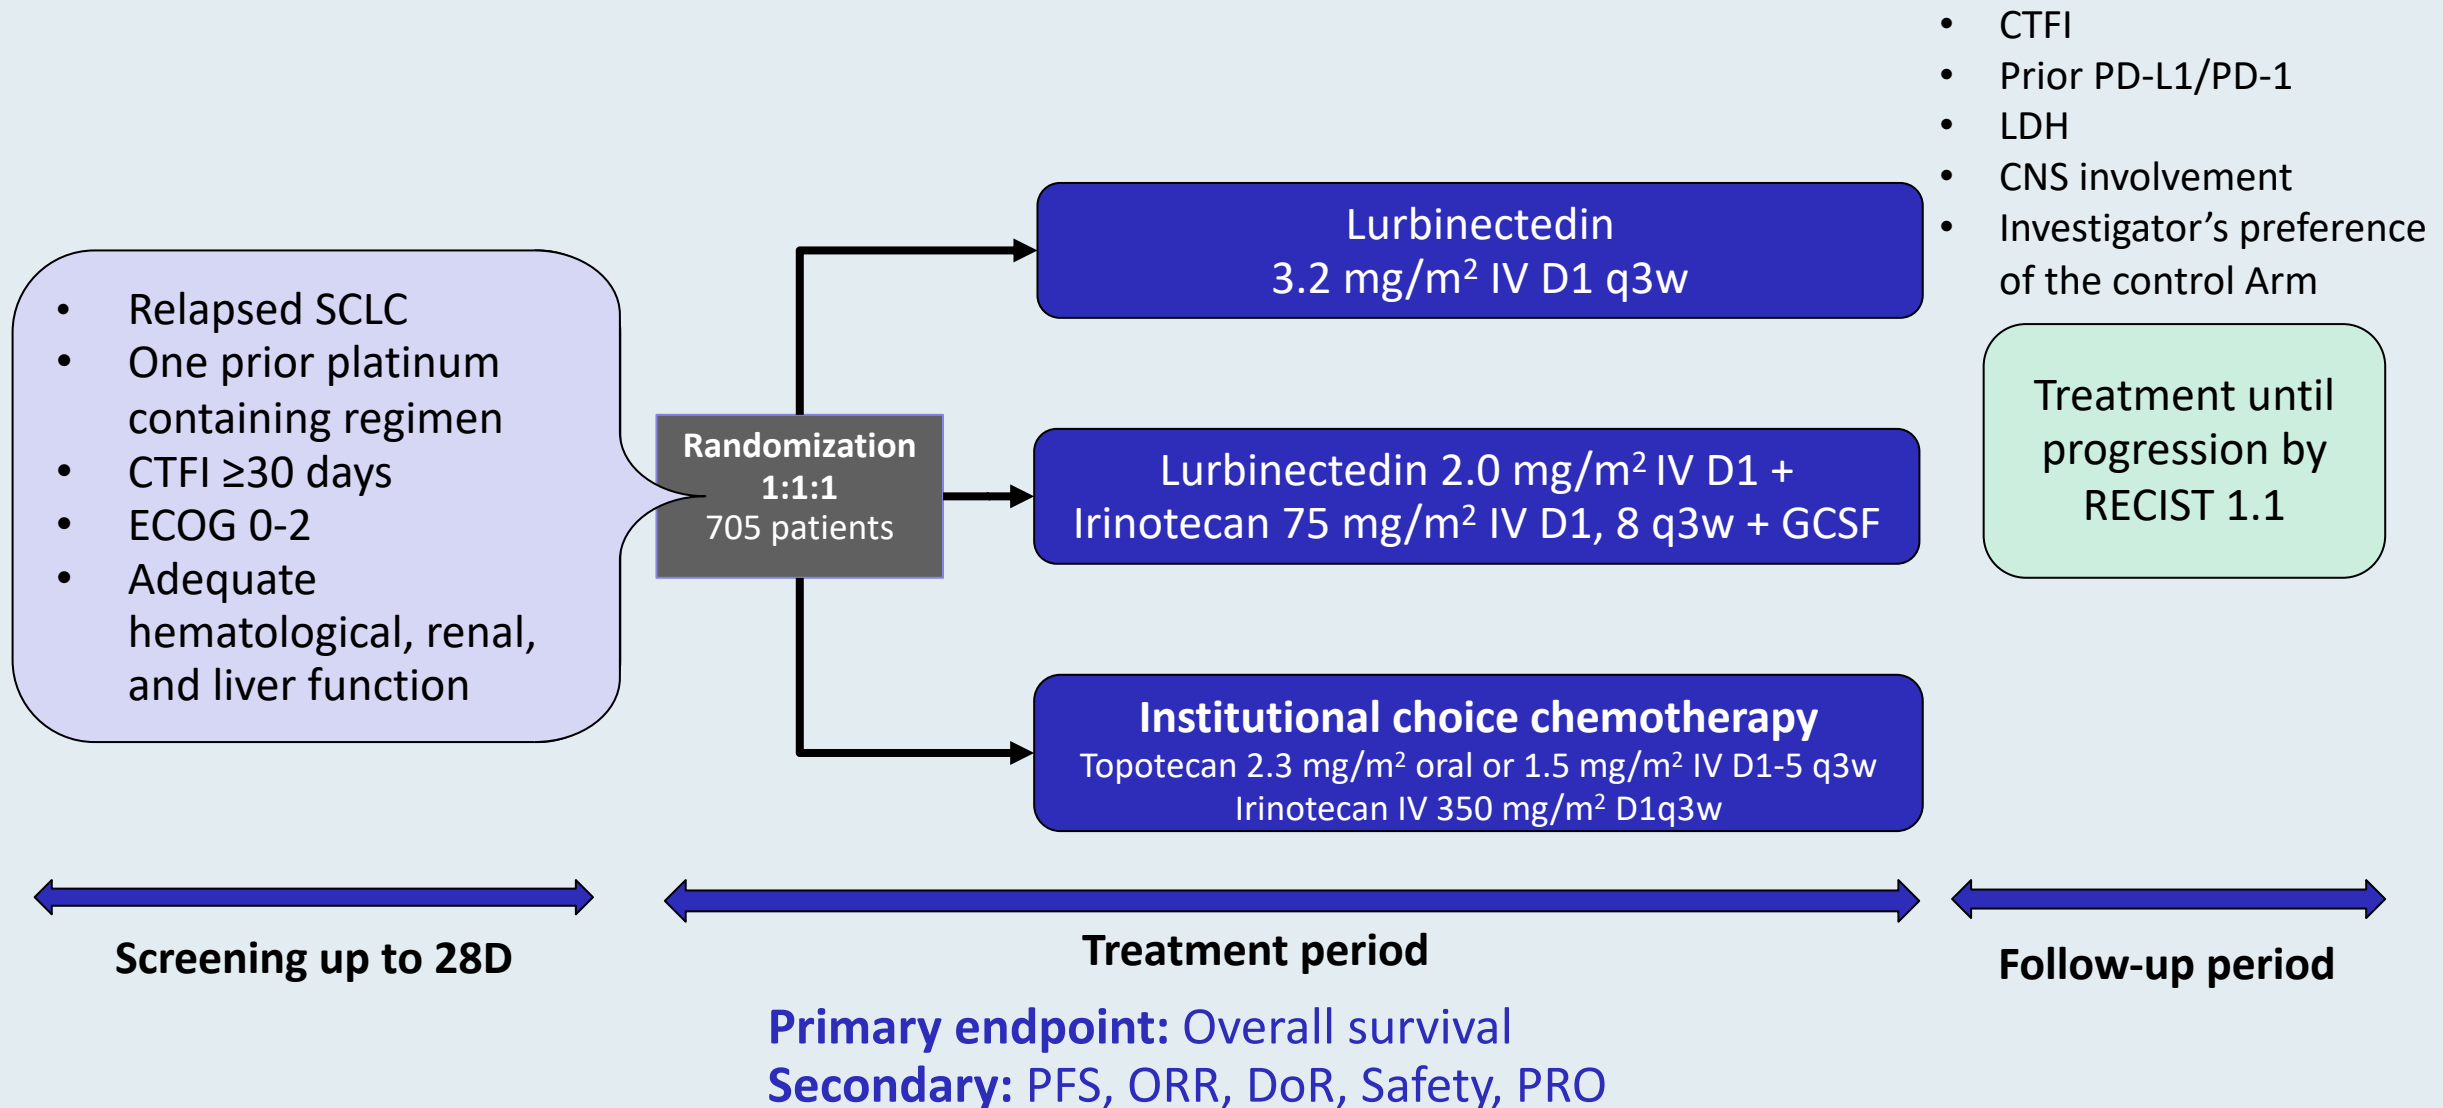 • Relapsed SCLC
• One prior platinum
containing regimen
• CTFI ≥30 days
• ECOG 0-2
• Adequate
hematological, renal,
and liver function
Randomization
1:1:1
705 patients
Lurbinectedin
3.2 mg/m² IV D1 q3w
Lurbinectedin 2.0 mg/m² IV D1 +
Irinotecan 75 mg/m² IV D1, 8 q3w + GCSF
Institutional choice chemotherapy
Topotecan 2.3 mg/m² oral or 1.5 mg/m² IV D1-5 q3w
Irinotecan IV 350 mg/m² D1q3w
• CTFI
• Prior PD-L1/PD-1
• LDH
• CNS involvement
• Investigator’s preference
of the control Arm
Treatment until
progression by
RECIST 1.1
Screening up to 28D
Treatment period
Follow-up period
Primary endpoint: Overall survival
Secondary: PFS, ORR, DoR, Safety, PRO